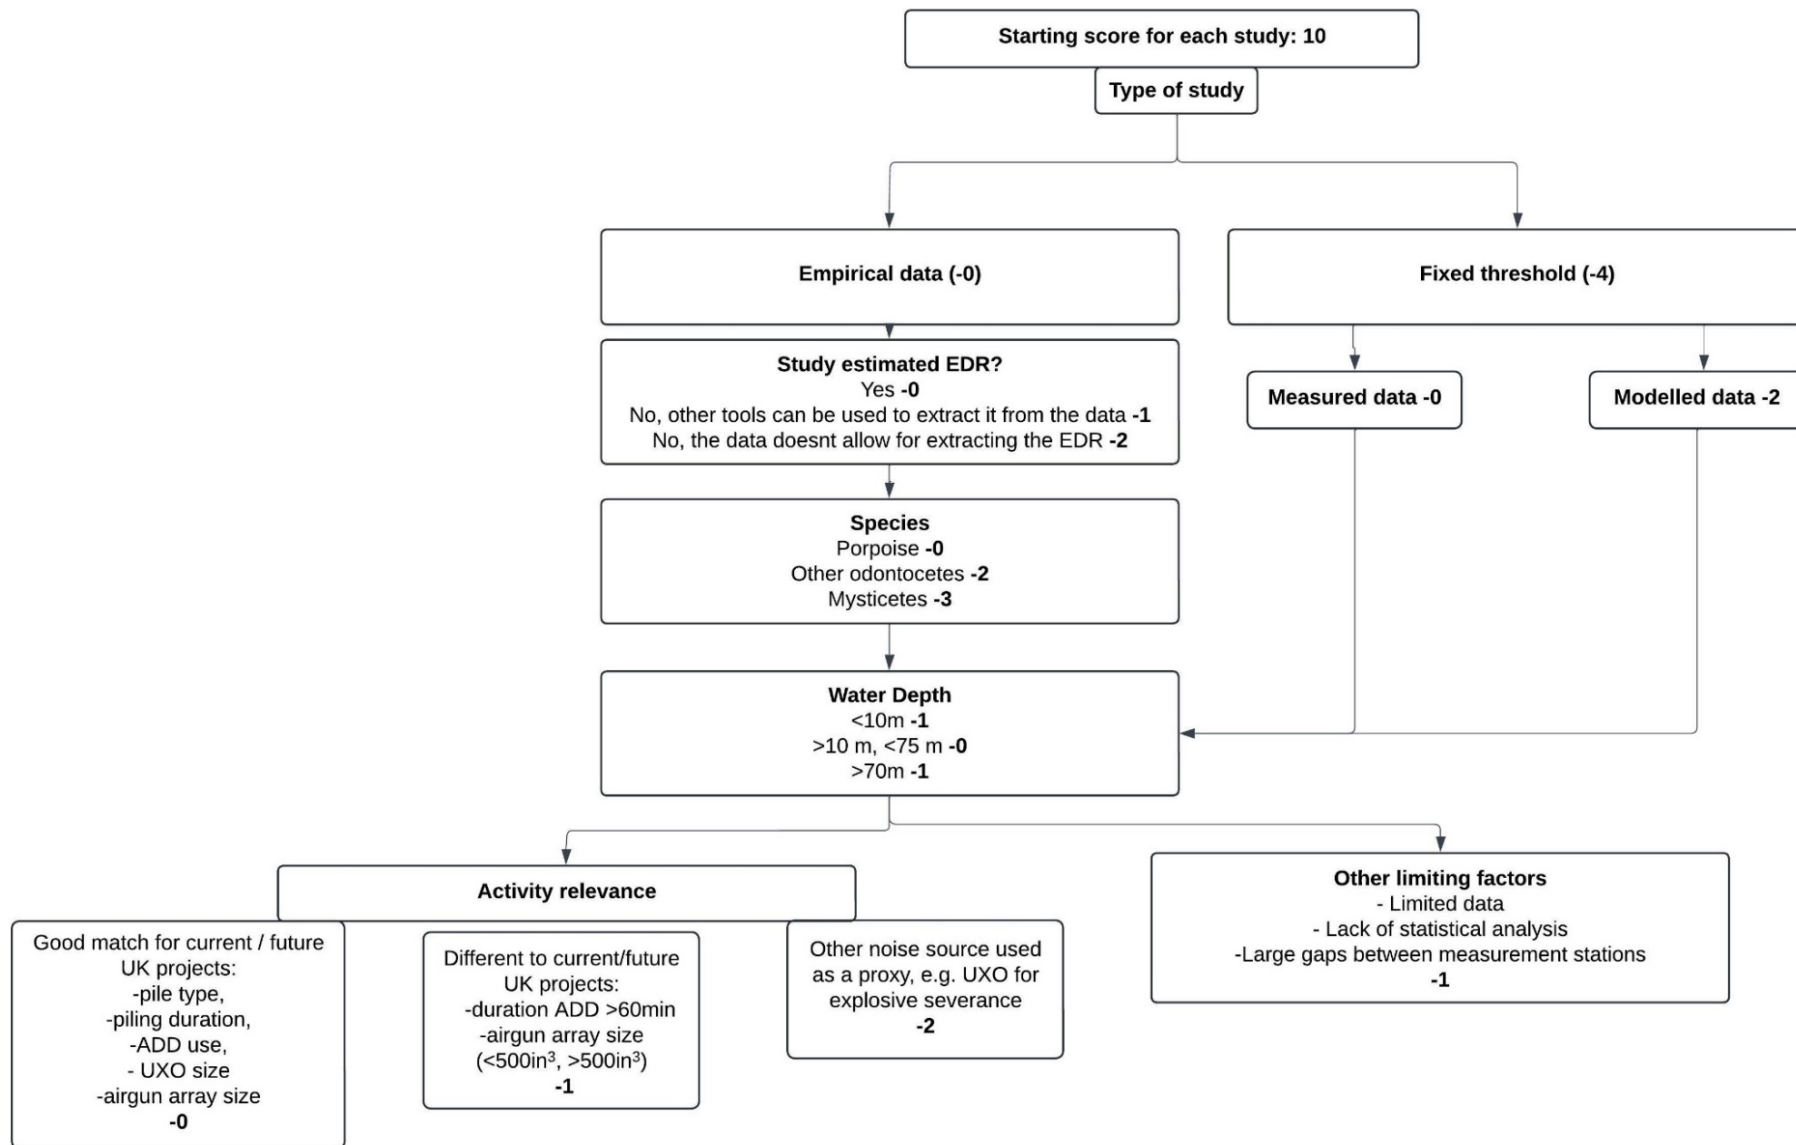 Starting score for each study: 10
Type of study
Empirical data (-0)
Fixed threshold (-4)
Study estimated EDR?
Yes -0
No, other tools can be used to extract it from the data -1
No, the data doesnt allow for extracting the EDR -2
Measured data -0
Modelled data -2
Species
Porpoise -0
Other odontocetes -2
Mysticetes -3
Water Depth
<10m -1
>10 m, <75 m -0
>70m -1
Activity relevance
Good match for current / future
UK projects:
-pile type,
-piling duration,
-ADD use,
- UXO size
-airgun array size
-0
Different to current/future
UK projects:
-duration ADD >60min
-airgun array size
(<500in³, >500in³)
-1
Other noise source used
as a proxy, e.g. UXO for
explosive severance
-2
Other limiting factors
- Limited data
- Lack of statistical analysis
-Large gaps between measurement stations
-1